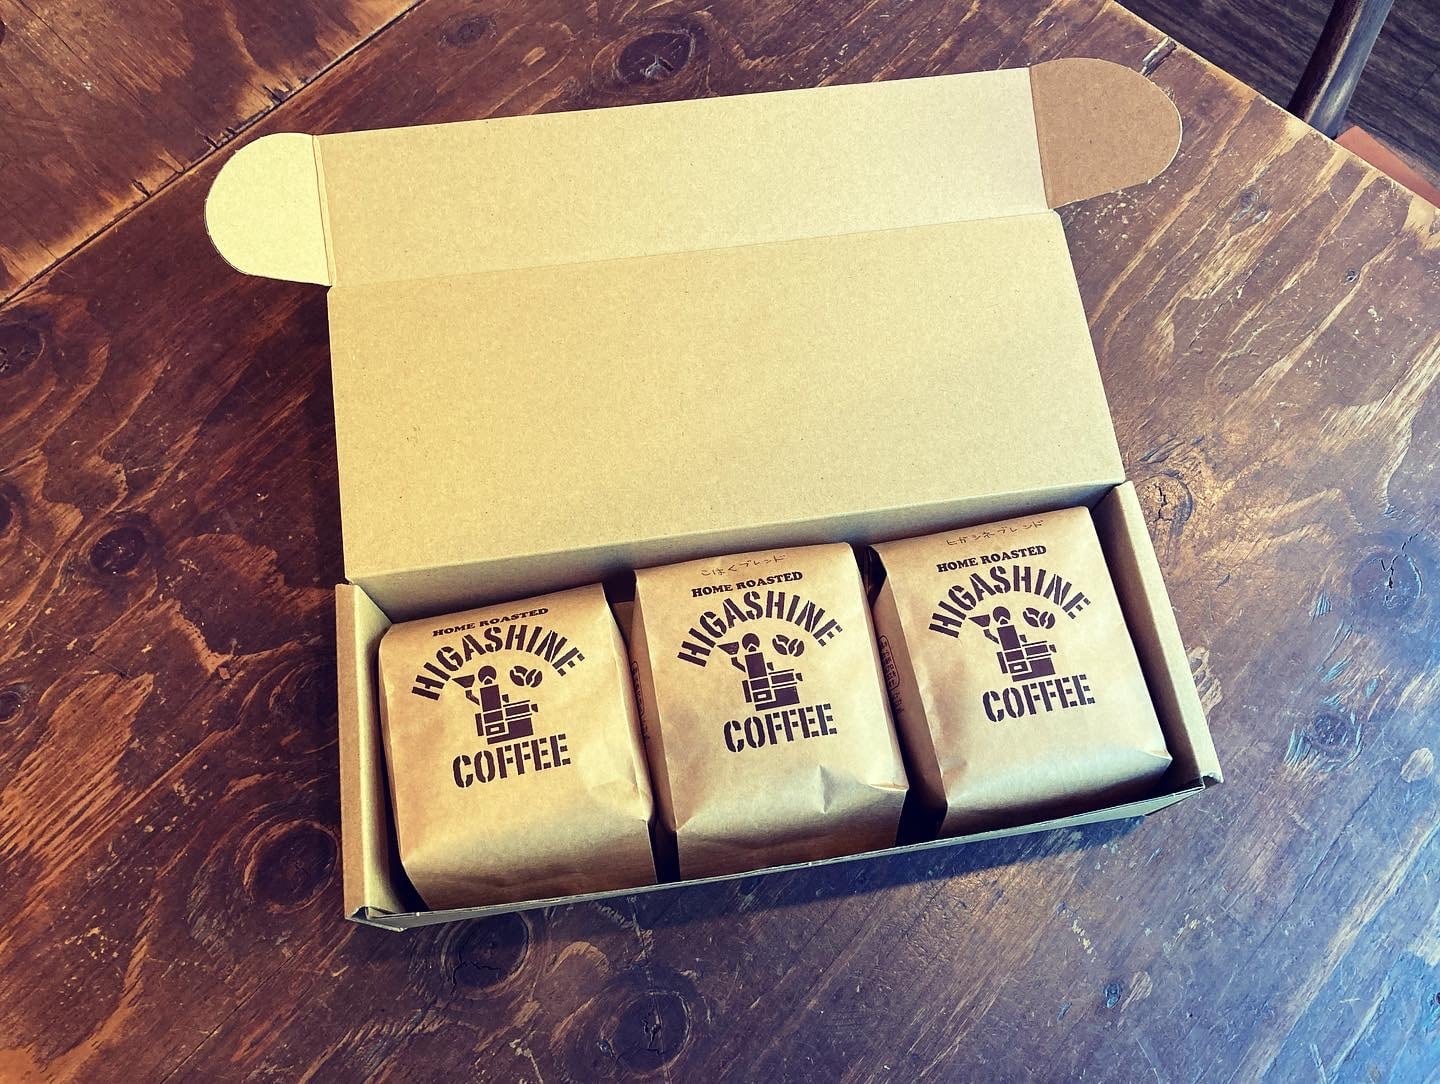 HOME ROASTED
HIGASHINE
COFFEE
こはくブレンド
HOME ROASTED
HIGASHINE
COFFEE
ヒガシネブレンド
HOME ROASTED
HIGASHINE
COFFEE